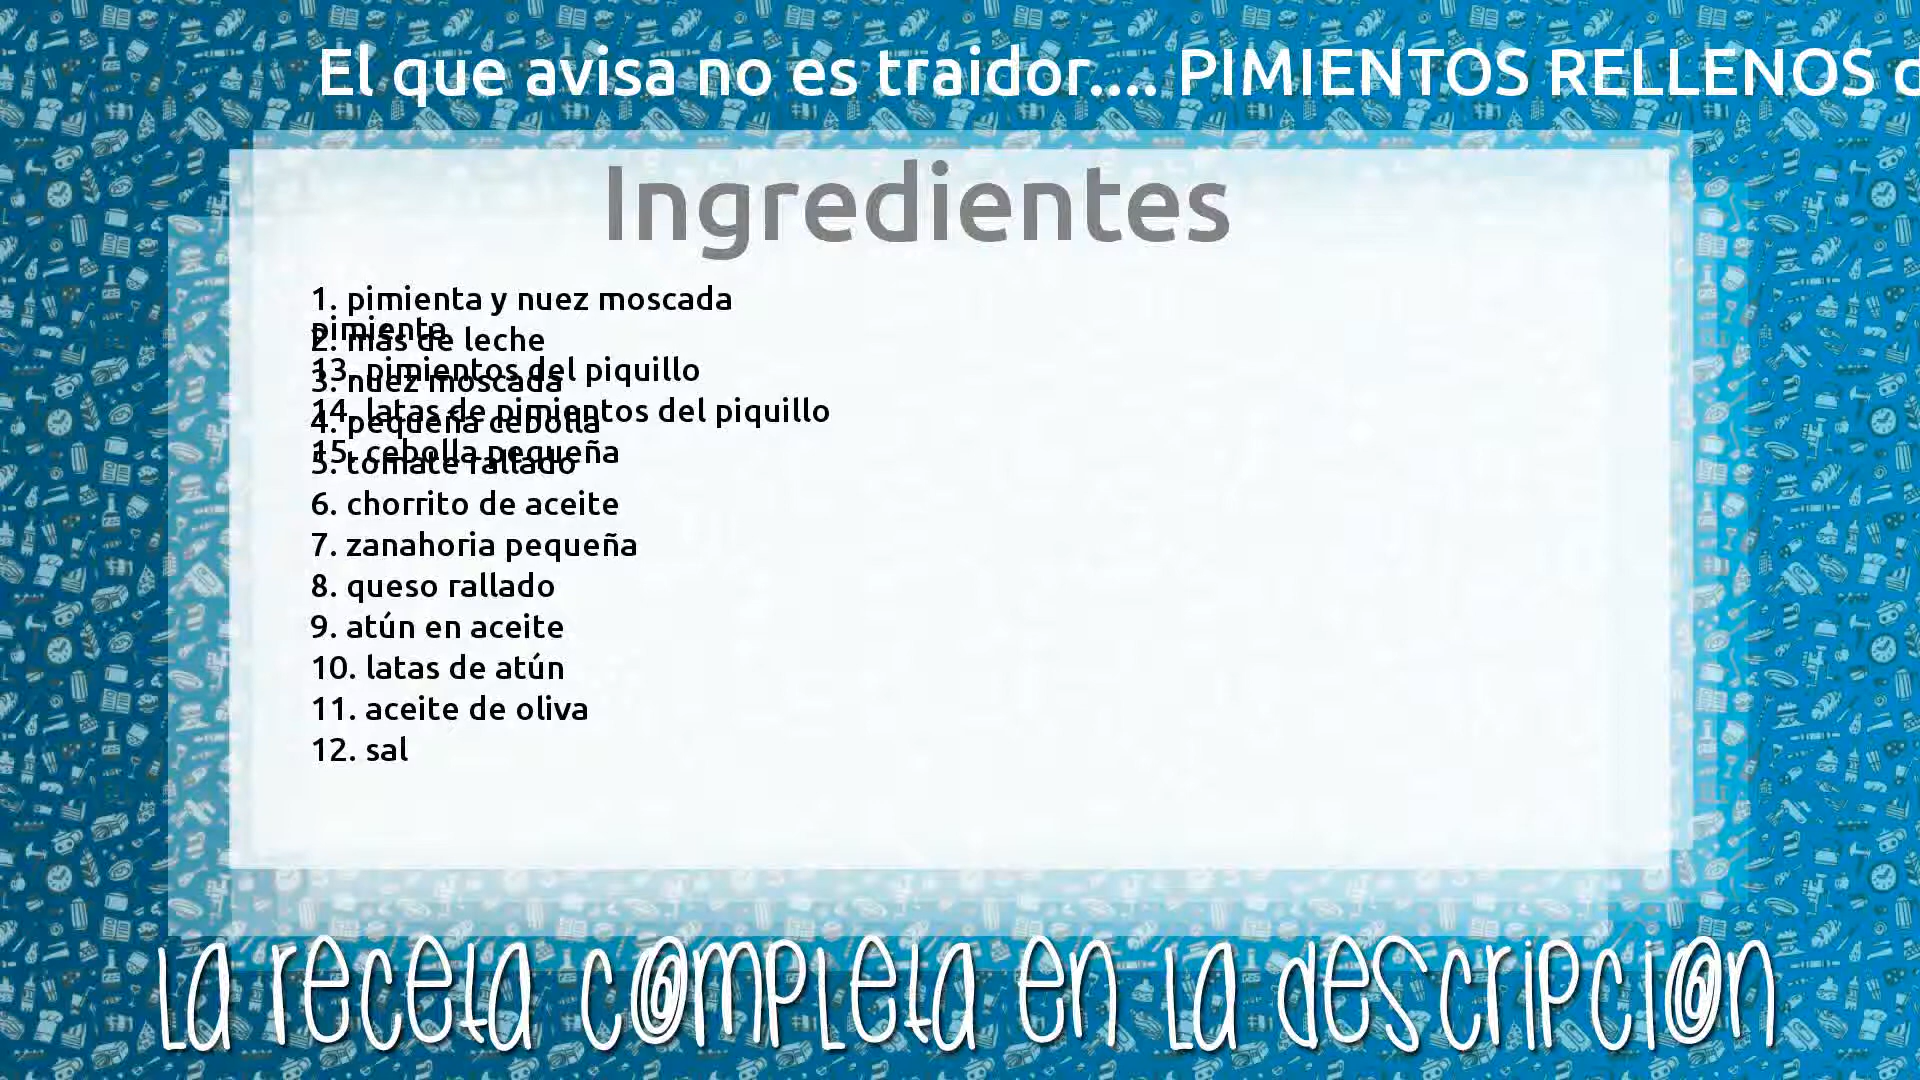 El que avisa no es traidor.... PIMIENTOS RELLENOS d
Ingredientes
1. pimienta y nuez moscada
pimienta
2. más de leche
13. pimientos del piquillo
3. nuez moscada
14. latas de pimientos del piquillo
4. pequeña cebolla
15. cebolla pequeña
5. tomate rallado
6. chorrito de aceite
7. zanahoria pequeña
8. queso rallado
9. atún en aceite
10. latas de atún
11. aceite de oliva
12. sal
La receta c@mpleta en la descripci@n